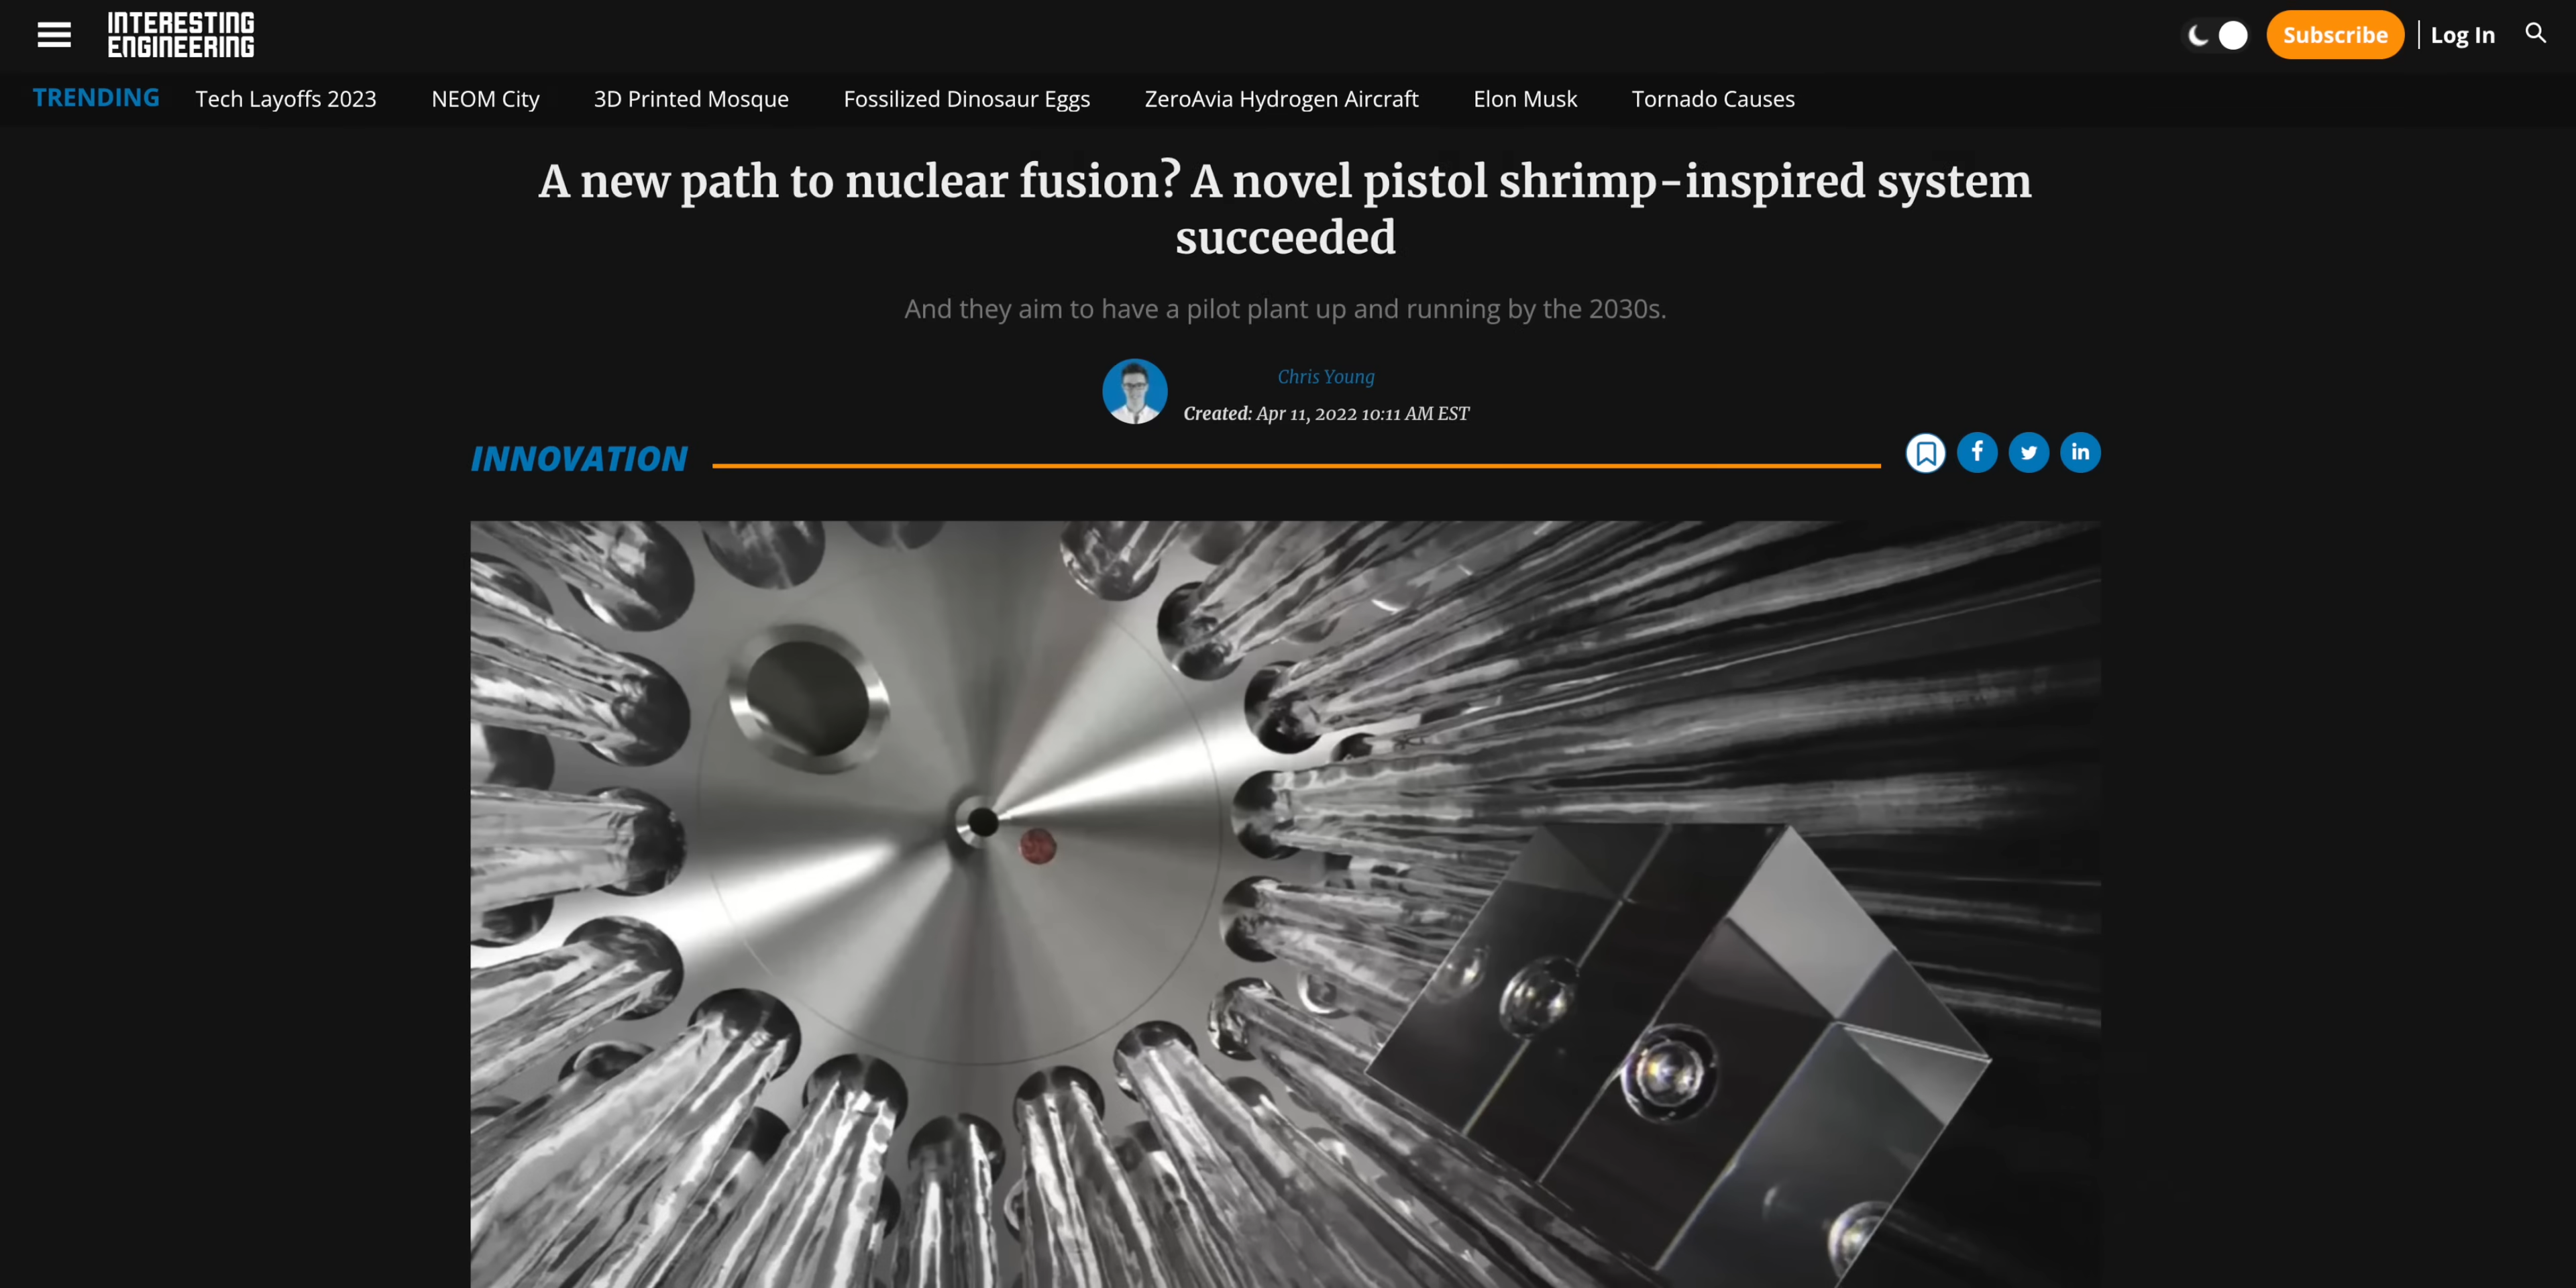 INTERESTING
ENGINEERING
Subscribe
Log In
TRENDING
Tech Layoffs 2023
NEOM City
3D Printed Mosque
Fossilized Dinosaur Eggs
ZeroAvia Hydrogen Aircraft
Elon Musk
Tornado Causes
A new path to nuclear fusion? A novel pistol shrimp-inspired system
succeeded
And they aim to have a pilot plant up and running by the 2030s.
Chris Young
Created: Apr 11, 2022 10:11 AM EST
INNOVATION
f
in